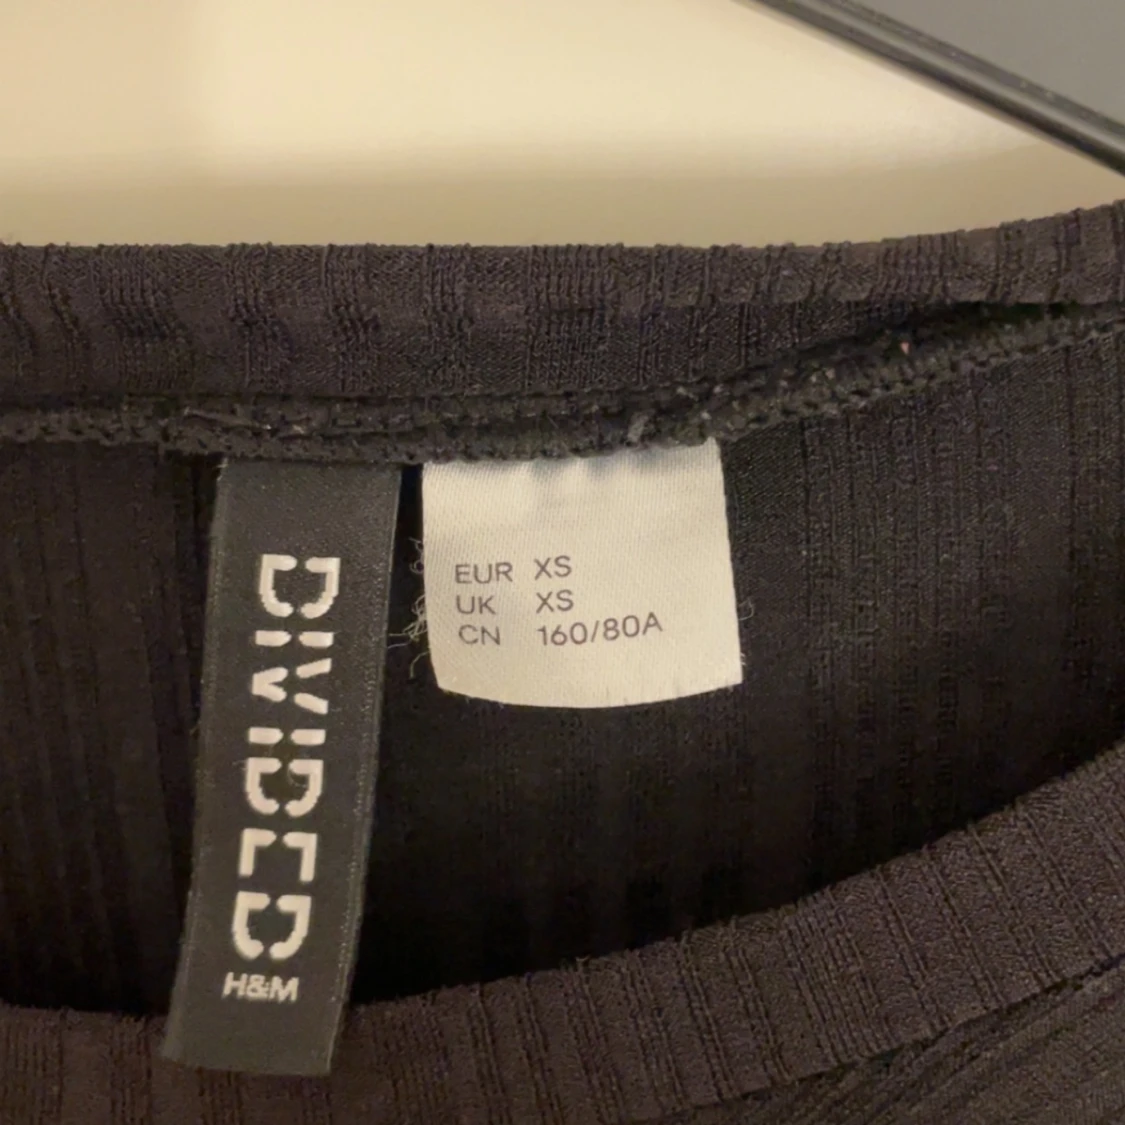 DIVIDED
H&M
EUR XS
UK XS
CN 160/80A